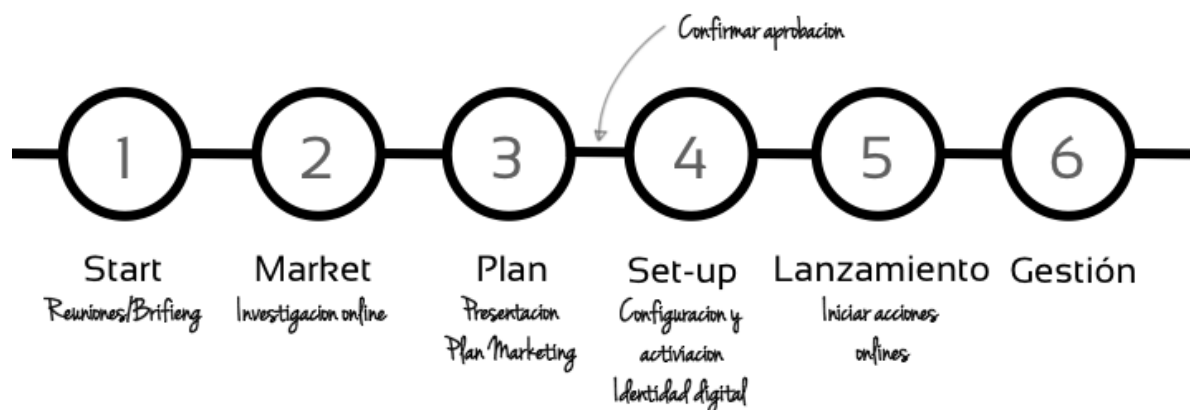 Confirmar aprobacion
1 2 3 4 5 6
Start Market Plan Set-up Lanzamiento Gestión
Reuniones/Brifieng
Investigacion online
Presentacion
Plan Marketing
Configuracion y
activiacion
Identidad digital
Iniciar acciones
onlines